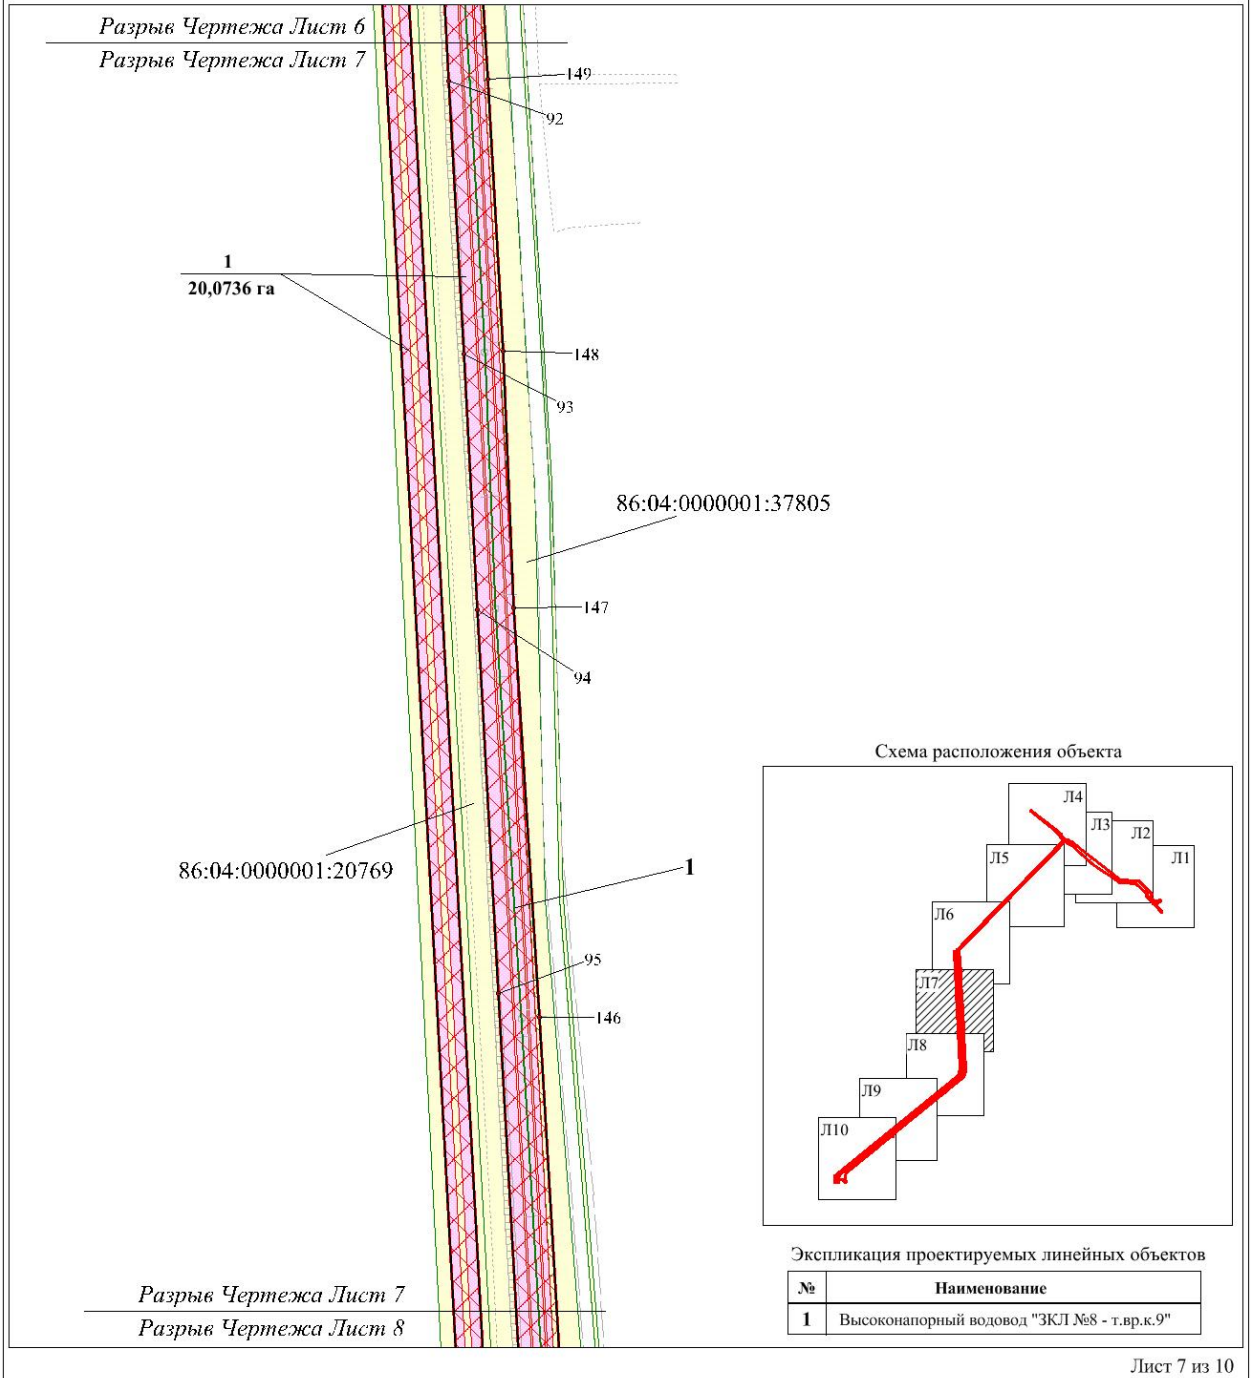 Разрыв Чертежа Лист 6
Разрыв Чертежа Лист 7
149
92
1
20,0736 га
148
93
86:04:0000001:37805
147
94
86:04:0000001:20769
1
95
146
Схема расположения объекта
Л4
Л3
Л2
Л1
Л5
Л6
Л7
Л8
Л9
Л10
Экспликация проектируемых линейных объектов
№ Наименование
1 Высоконапорный водовод "ЗКЛ №8 - т.вр.к.9"
Разрыв Чертежа Лист 7
Разрыв Чертежа Лист 8
Лист 7 из 10